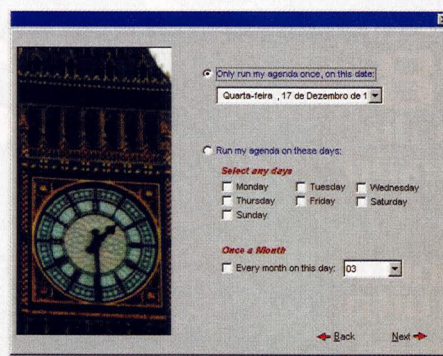 Only run my agenda once, on this date:
Quarta-feira , 17 de Dezembro de 1
Run my agenda on these days:
Select any days
Monday Tuesday Wednesday
Thursday Friday Saturday
Sunday
Once a Month
Every month on this day: 03
Back Next